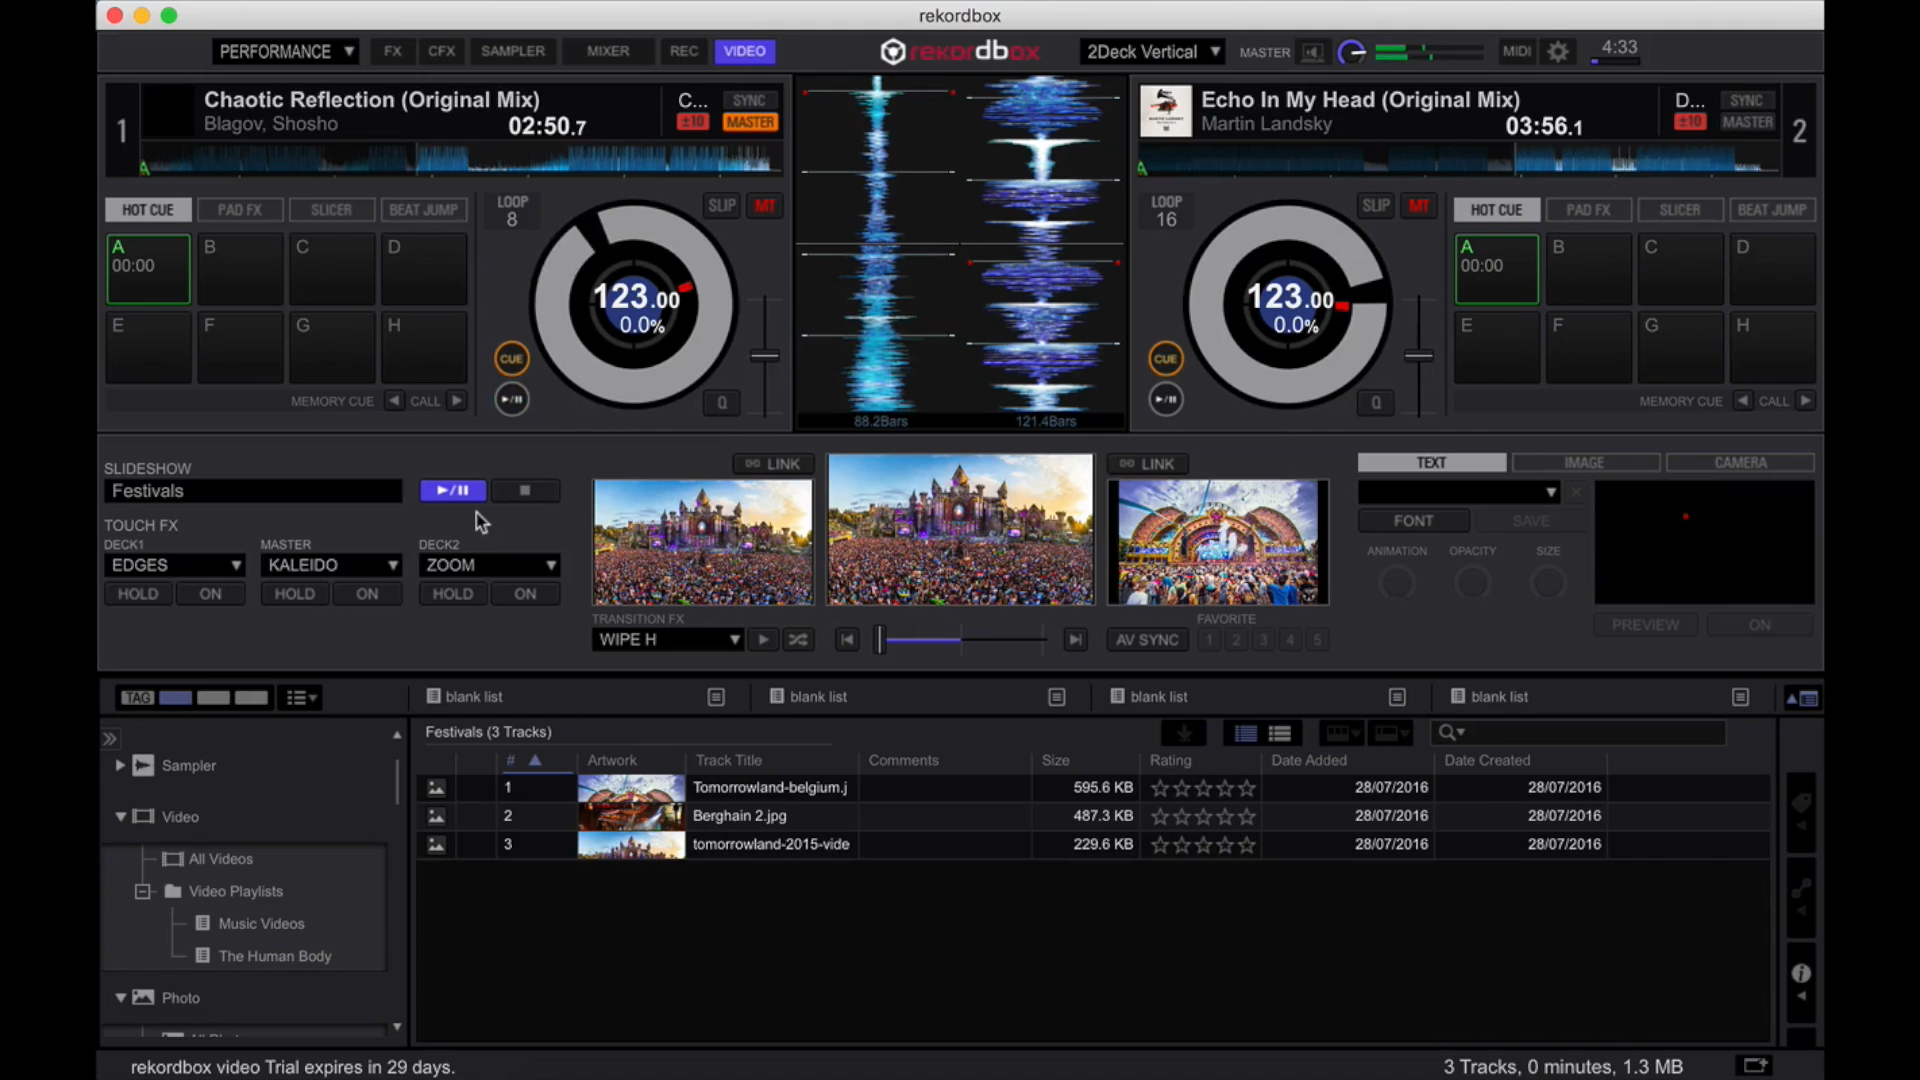 rekordbox
PERFORMANCE FX CFX SAMPLER MIXER REC VIDEO
rekordbox
2Deck Vertical MASTER MIDI 4:33
1 Chaotic Reflection (Original Mix) C... SYNC
Blagov, Shosho 02:50.7 ±10 MASTER
Echo In My Head (Original Mix) D... SYNC
Martin Landsky 03:56.1 ±10 MASTER 2
HOT CUE PAD FX SLICER BEAT JUMP
LOOP
8
SLIP MT
A
00:00
B C D
E F G H
123.00
0.0%
CUE
MEMORY CUE CALL
Q
88.2Bars 121.4Bars
LOOP
16
SLIP MT
HOT CUE PAD FX SLICER BEAT JUMP
A
00:00
B C D
E F G H
123.00
0.0%
CUE
Q
MEMORY CUE CALL
SLIDESHOW
Festivals
TOUCH FX
DECK1 MASTER DECK2
EDGES KALEIDO ZOOM
HOLD ON HOLD ON HOLD ON
LINK LINK
TRANSITION FX
WIPE H
AV SYNC
FAVORITE
1 2 3 4 5
TEXT IMAGE CAMERA
FONT SAVE
ANIMATION OPACITY SIZE
PREVIEW ON
TAG
blank list blank list blank list blank list
Festivals (3 Tracks)
# Artwork Track Title Comments Size Rating Date Added Date Created
1 Tomorrowland-belgium.j 595.6 KB 28/07/2016 28/07/2016
2 Berghain 2.jpg 487.3 KB 28/07/2016 28/07/2016
3 tomorrowland-2015-vide 229.6 KB 28/07/2016 28/07/2016
Sampler
Video
All Videos
Video Playlists
Music Videos
The Human Body
Photo
rekordbox video Trial expires in 29 days.
3 Tracks, 0 minutes, 1.3 MB